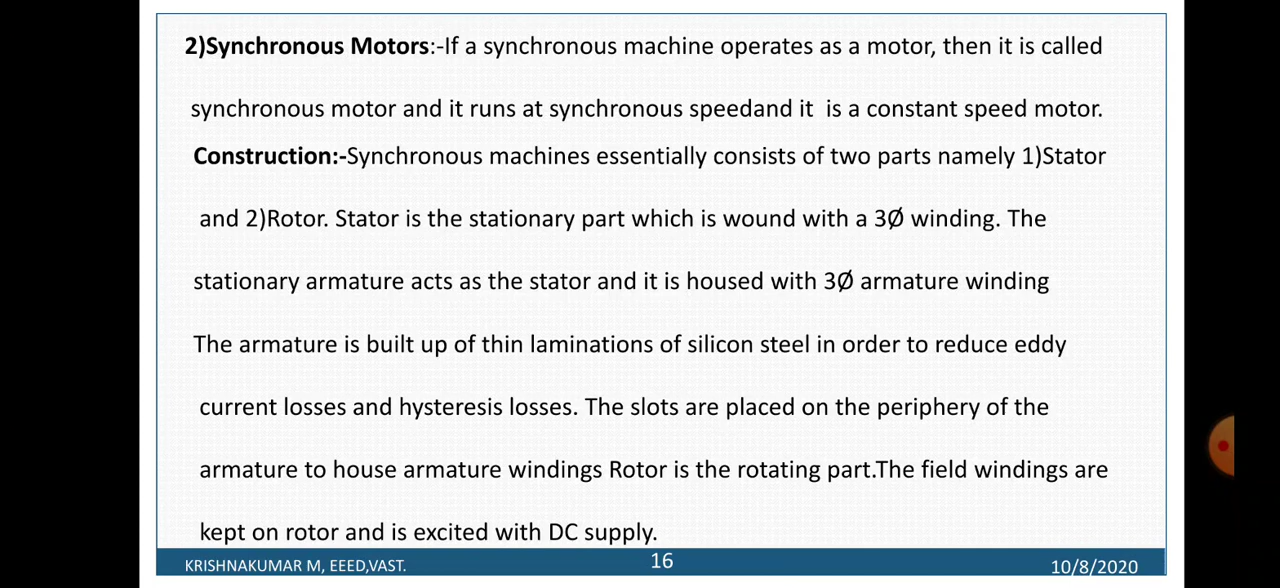 2)Synchronous Motors:-If a synchronous machine operates as a motor, then it is called
synchronous motor and it runs at synchronous speedand it  is a constant speed motor.
Construction:-Synchronous machines essentially consists of two parts namely 1)Stator
and 2)Rotor. Stator is the stationary part which is wound with a 3Ø winding. The
stationary armature acts as the stator and it is housed with 3Ø armature winding
The armature is built up of thin laminations of silicon steel in order to reduce eddy
current losses and hysteresis losses. The slots are placed on the periphery of the
armature to house armature windings Rotor is the rotating part.The field windings are
kept on rotor and is excited with DC supply.
KRISHNAKUMAR M, EEED,VAST. 16 10/8/2020